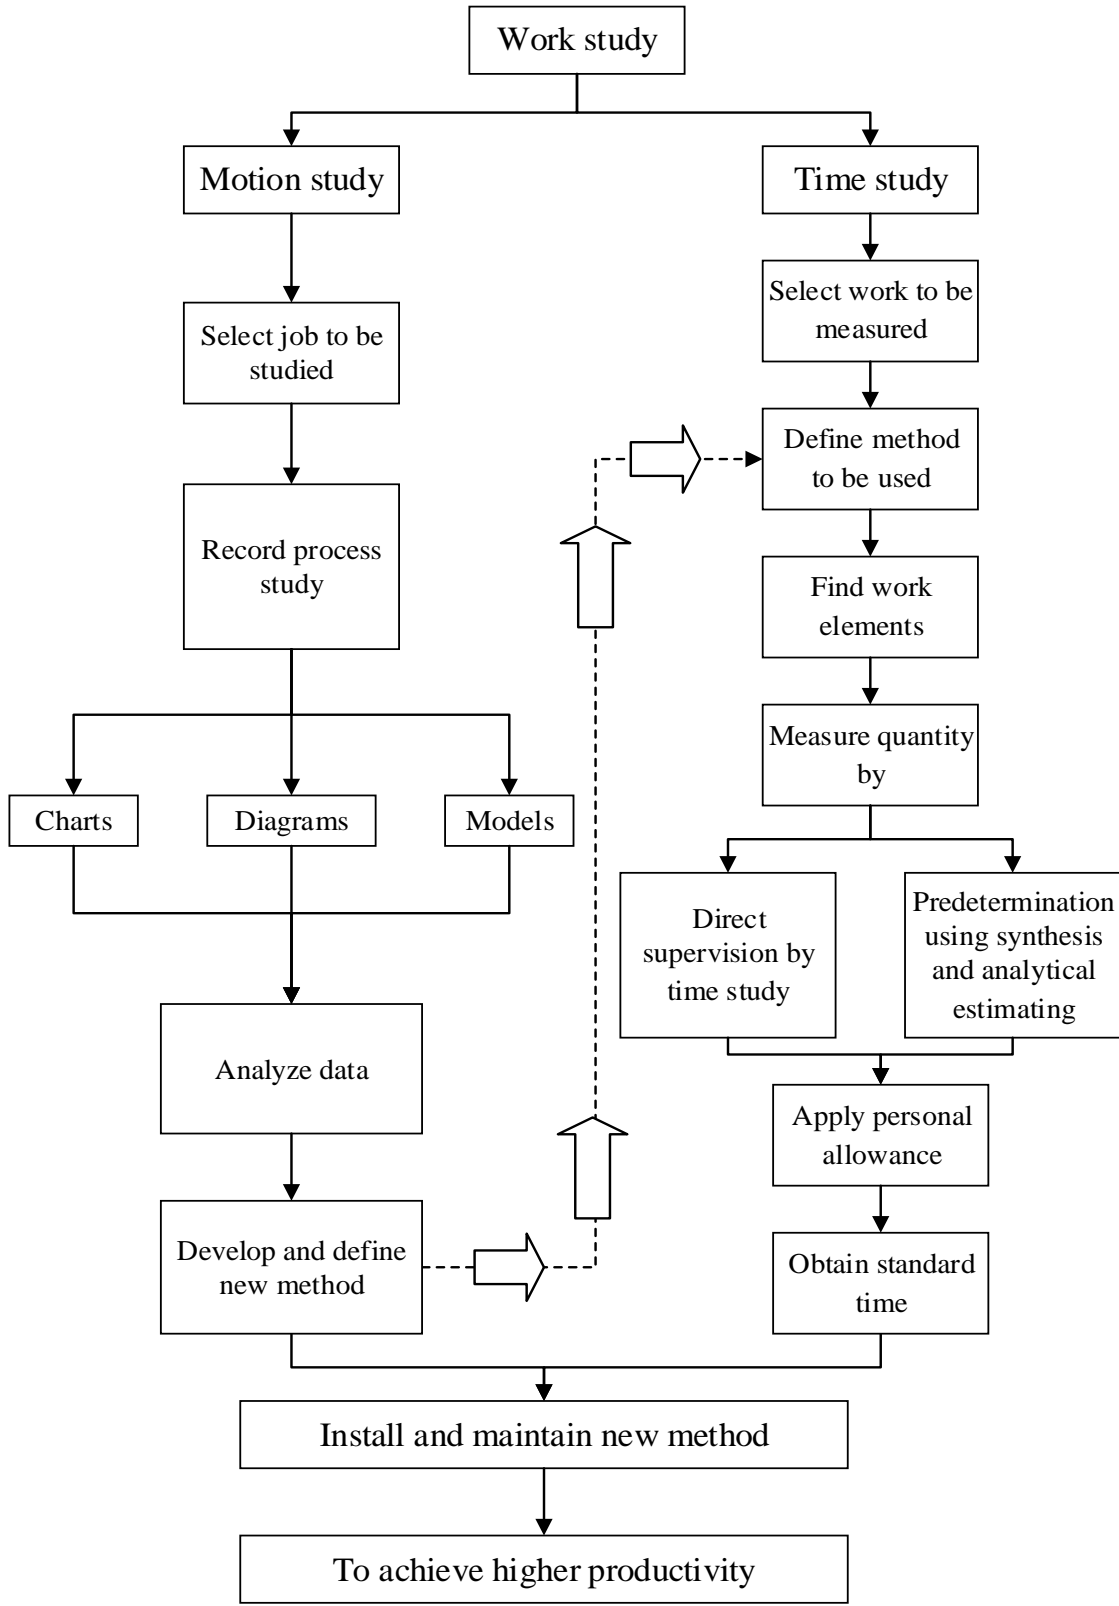 Work study
Motion study
Time study
Select job to be
studied
Select work to be
measured
Record process
study
Define method
to be used
Find work
elements
Measure quantity
by
Charts
Diagrams
Models
Direct
supervision by
time study
Predetermination
using synthesis
and analytical
estimating
Analyze data
Apply personal
allowance
Develop and define
new method
Obtain standard
time
Install and maintain new method
To achieve higher productivity